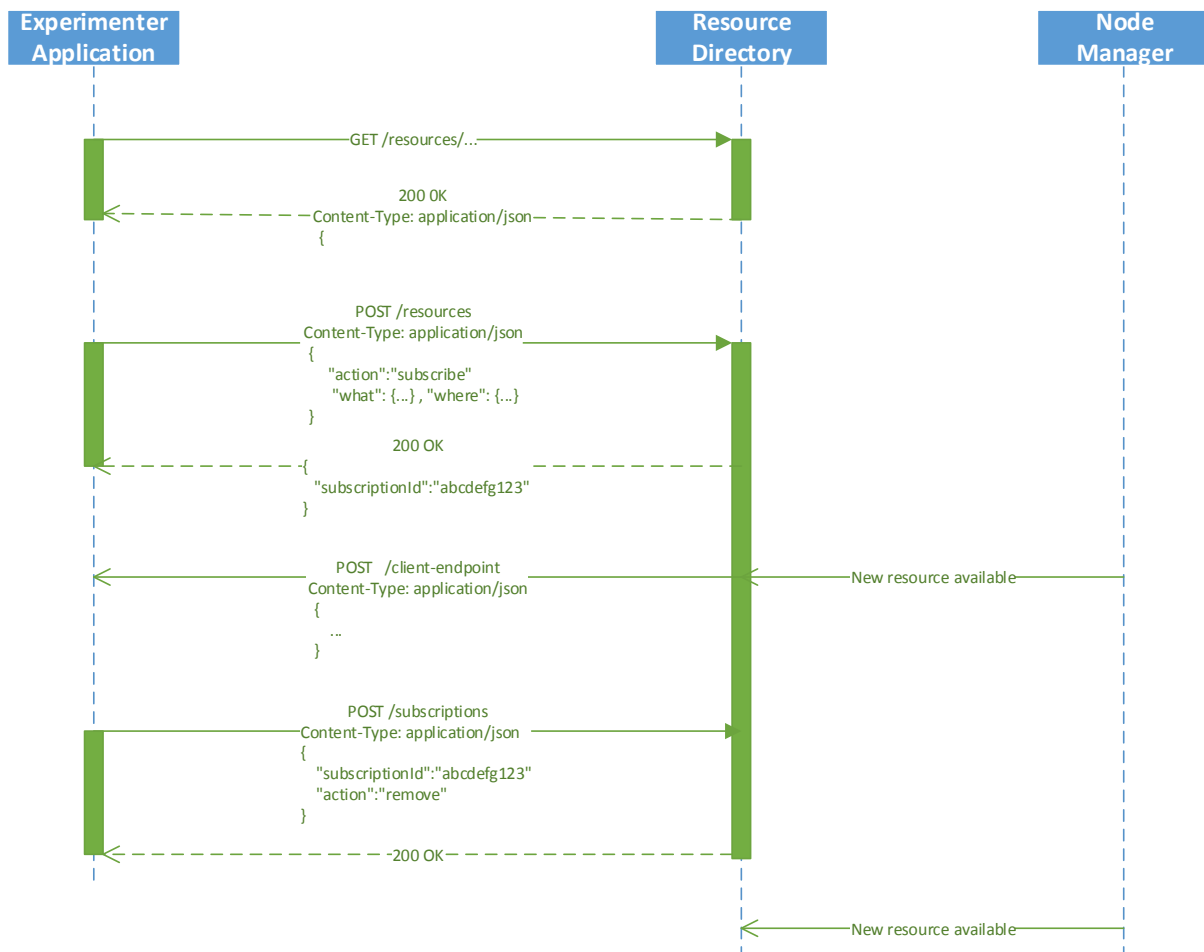 Experimenter
Application
Resource
Directory
Node
Manager
GET /resources/...
200 0K
Content-Type: application/json
{
POST /resources
Content-Type: application/json
{
"action":"subscribe"
"what": {...} , "where": {...}
}
200 OK
{
"subscriptionId":"abcdefg123"
}
POST /client-endpoint
Content-Type: application/json
{
...
}
New resource available
POST /subscriptions
Content-Type: application/json
{
"subscriptionId":"abcdefg123"
"action":"remove"
}
200 OK
New resource available